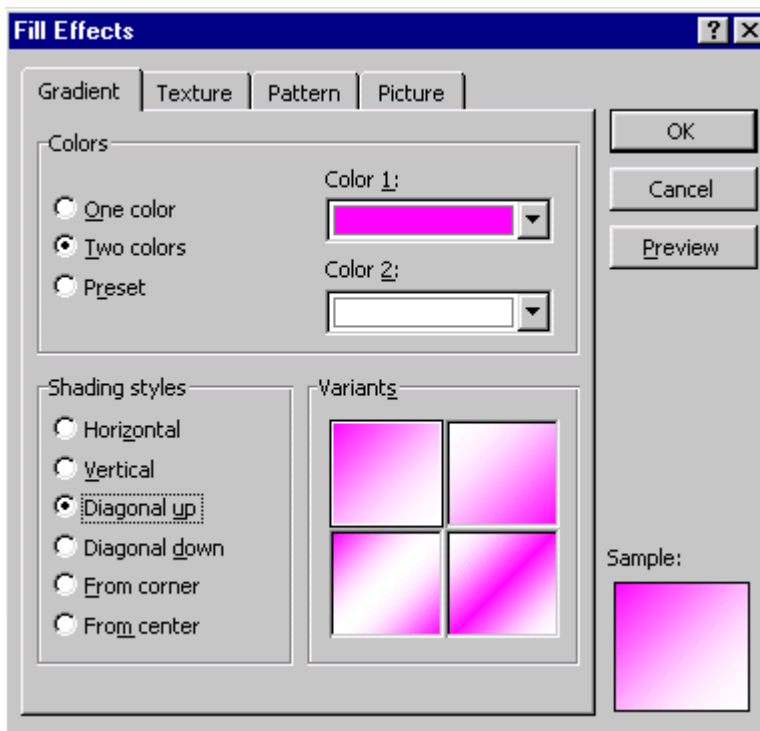 Fill Effects
Gradient Texture Pattern Picture
Colors
One color
Two colors
Preset
Color 1:
Color 2:
OK
Cancel
Preview
Shading styles
Horizontal
Vertical
Diagonal up
Diagonal down
From corner
From center
Variants
Sample: